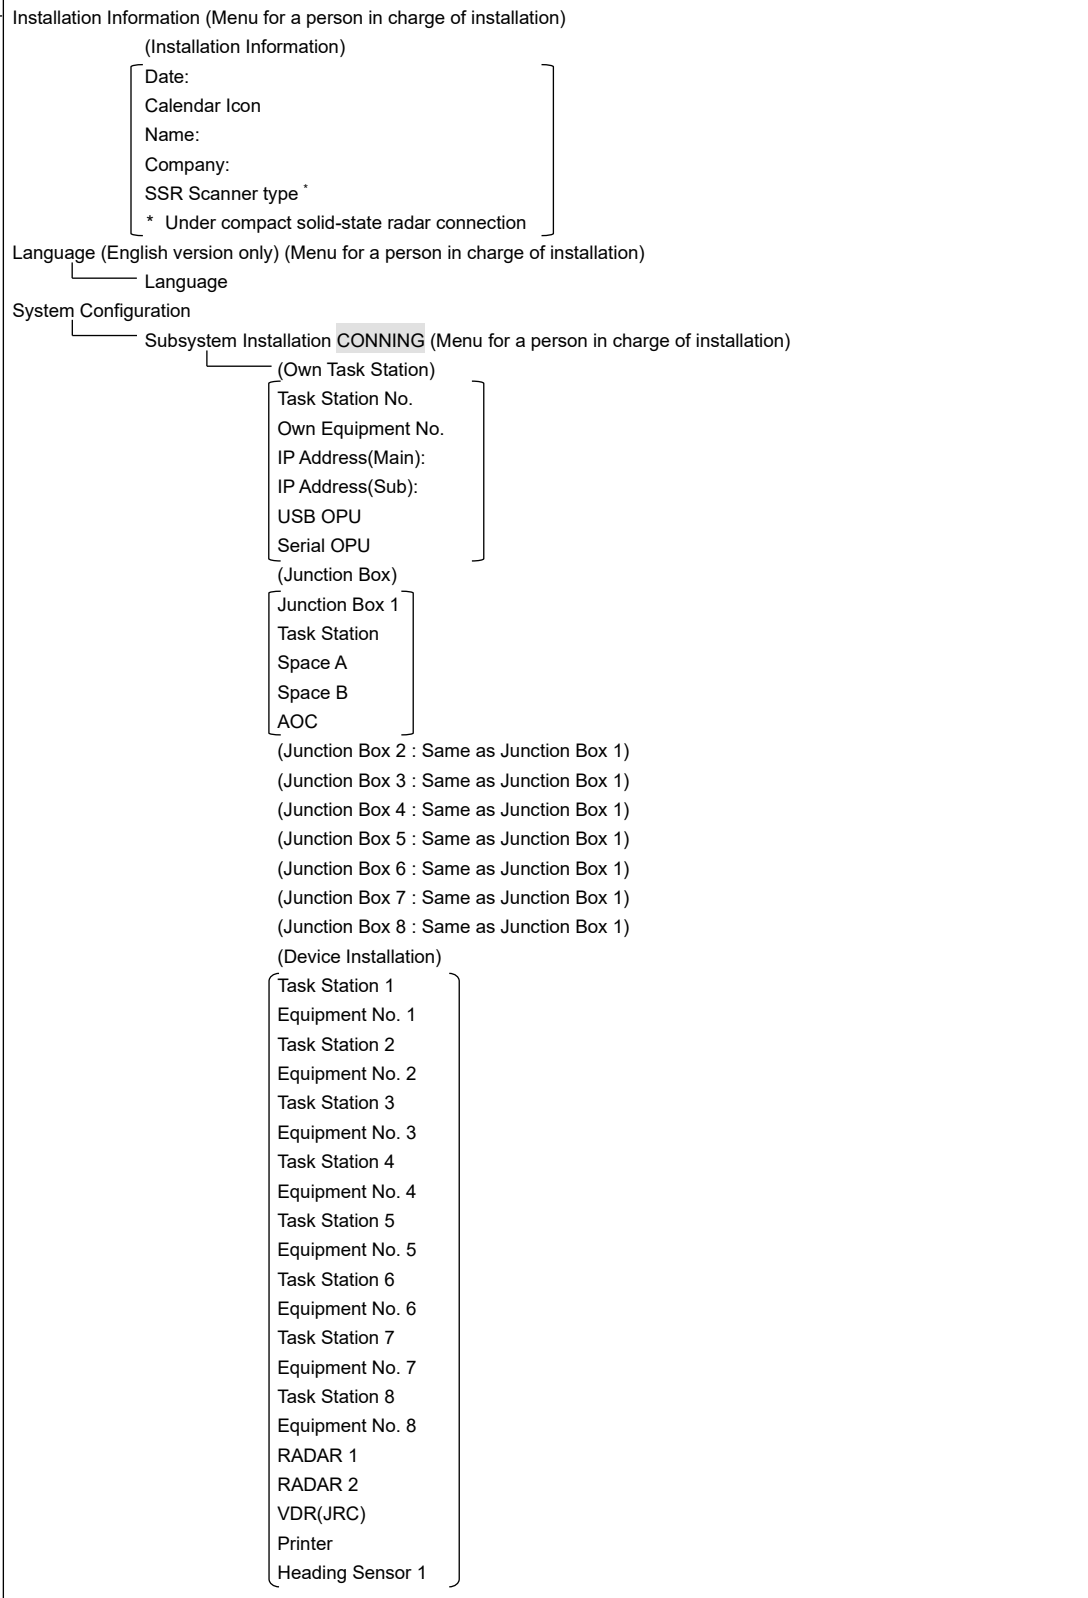 Installation Information (Menu for a person in charge of installation)
(Installation Information)
Date:
Calendar Icon
Name:
Company:
SSR Scanner type *
* Under compact solid-state radar connection
Language (English version only) (Menu for a person in charge of installation)
Language
System Configuration
Subsystem Installation CONNING (Menu for a person in charge of installation)
(Own Task Station)
Task Station No.
Own Equipment No.
IP Address(Main):
IP Address(Sub):
USB OPU
Serial OPU
(Junction Box)
Junction Box 1
Task Station
Space A
Space B
AOC
(Junction Box 2 : Same as Junction Box 1)
(Junction Box 3 : Same as Junction Box 1)
(Junction Box 4 : Same as Junction Box 1)
(Junction Box 5 : Same as Junction Box 1)
(Junction Box 6 : Same as Junction Box 1)
(Junction Box 7 : Same as Junction Box 1)
(Junction Box 8 : Same as Junction Box 1)
(Device Installation)
Task Station 1
Equipment No. 1
Task Station 2
Equipment No. 2
Task Station 3
Equipment No. 3
Task Station 4
Equipment No. 4
Task Station 5
Equipment No. 5
Task Station 6
Equipment No. 6
Task Station 7
Equipment No. 7
Task Station 8
Equipment No. 8
RADAR 1
RADAR 2
VDR(JRC)
Printer
Heading Sensor 1